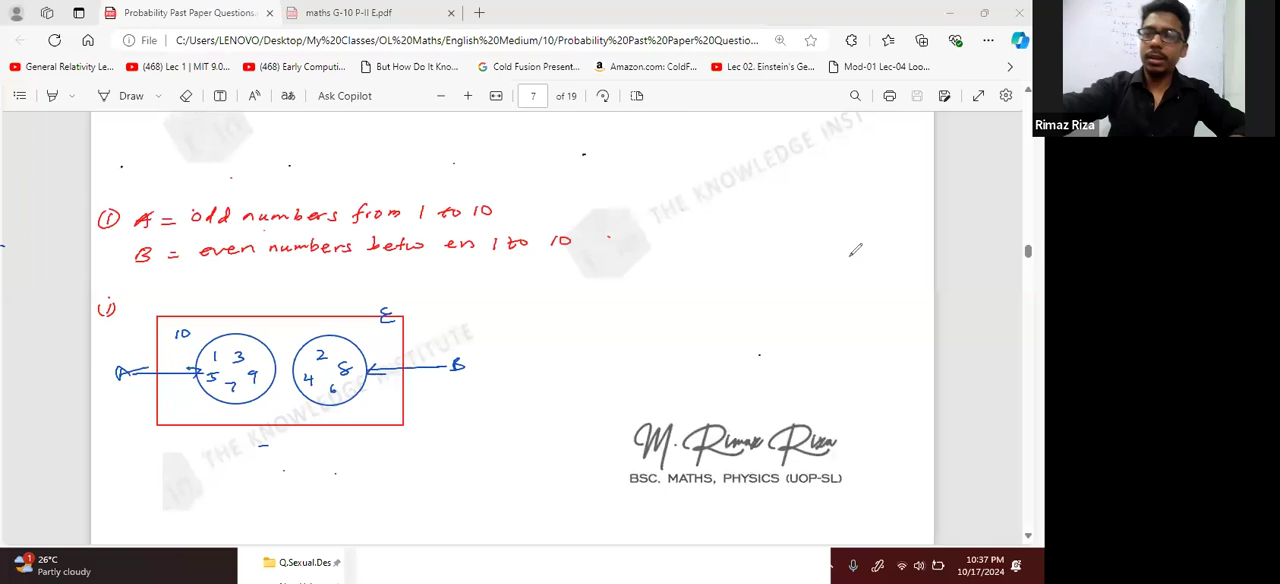 Probability Past Paper Questions.
maths G-10 P-II E.pdf
File C:/Users/LENOVO/Desktop/My%20Classes/OL%20Maths/English%20Medium/10/Probability%20Past%20Paper%20Questio...
General Relativity Le...
(468) Lec 1 | MIT 9.0...
(468) Early Computi...
But How Do It Kno...
Cold Fusion Present...
Amazon.com: ColdF...
Lec 02. Einstein's Ge...
Mod-01 Lec-04 Loo...
Draw
Ask Copilot
7 of 19
Rimaz Riza
THE KNOWLEDGE INST
(i) A = odd numbers from 1 to 10
B = even numbers betw en 1 to 10
(i)
ε
10
1 3
5 7 9
2
4 8
6
A
B
THE KNOWLEDGE INSTITUTE
M. Rimaz Riza
BSC. MATHS, PHYSICS (UOP-SL)
26°C
Partly cloudy
Q.Sexual.Des
10:37 PM
10/17/2024